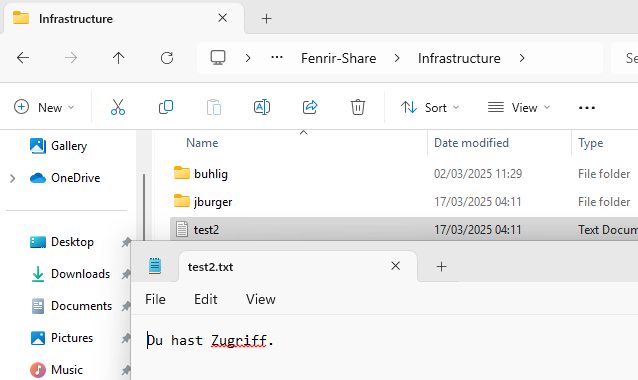 Infrastructure
Fenrir-Share
Infrastructure
Se
New
Sort
View
Gallery
OneDrive
Desktop
Downloads
Documents
Pictures
Music
Name
Date modified
Type
buhlig
02/03/2025 11:29
File folder
jburger
17/03/2025 04:11
File folder
test2
17/03/2025 04:11
Text Docum
test2.txt
File
Edit
View
Du hast Zugriff.